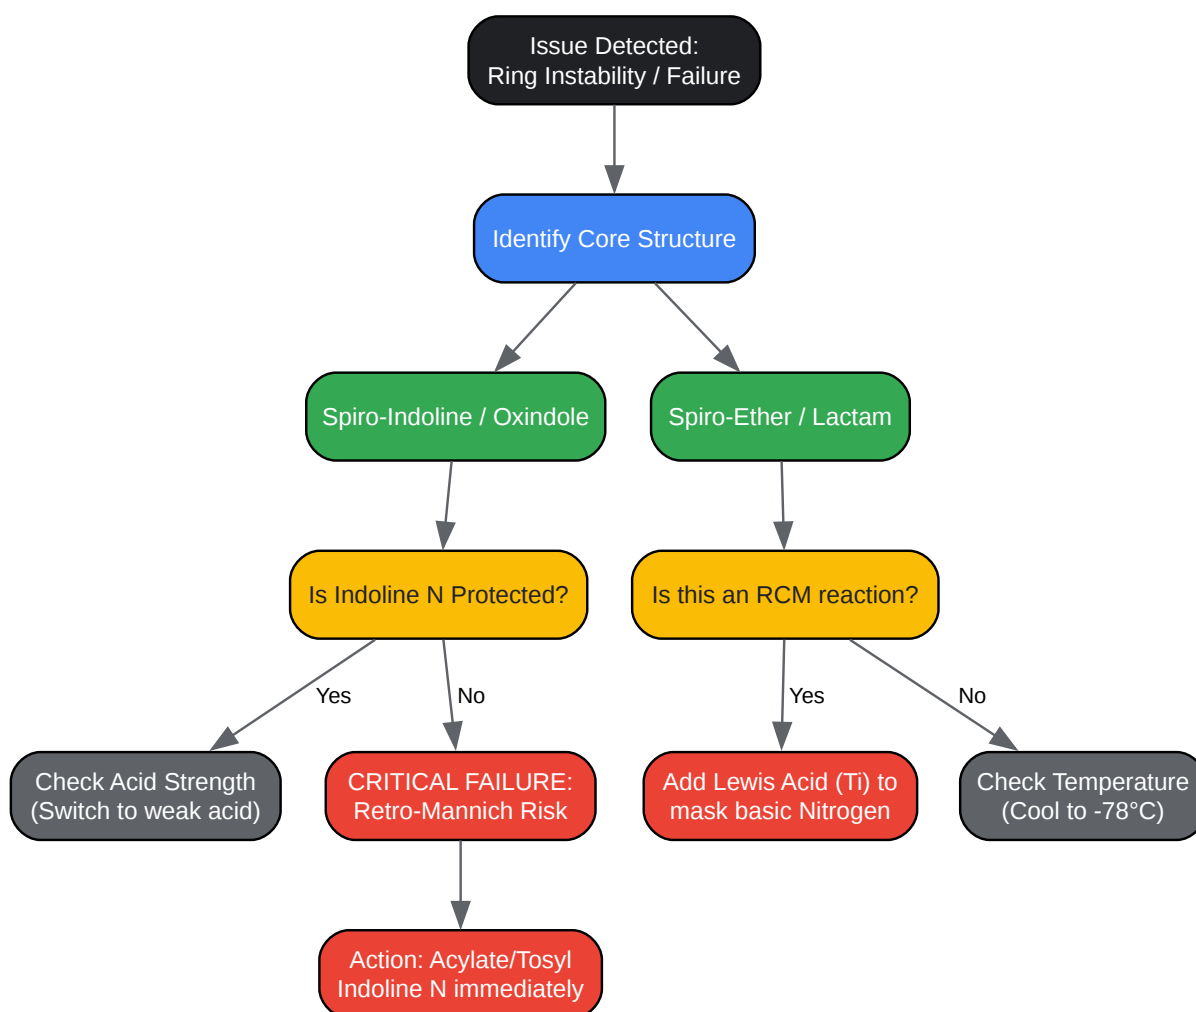 Issue Detected:
Ring Instability / Failure
Identify Core Structure
Spiro-Indoline / Oxindole
Spiro-Ether / Lactam
Is Indoline N Protected?
Is this an RCM reaction?
Yes
No
Yes
No
Check Acid Strength
(Switch to weak acid)
CRITICAL FAILURE:
Retro-Mannich Risk
Add Lewis Acid (Ti) to
mask basic Nitrogen
Check Temperature
(Cool to -78°C)
Action: Acylate/Tosyl
Indoline N immediately